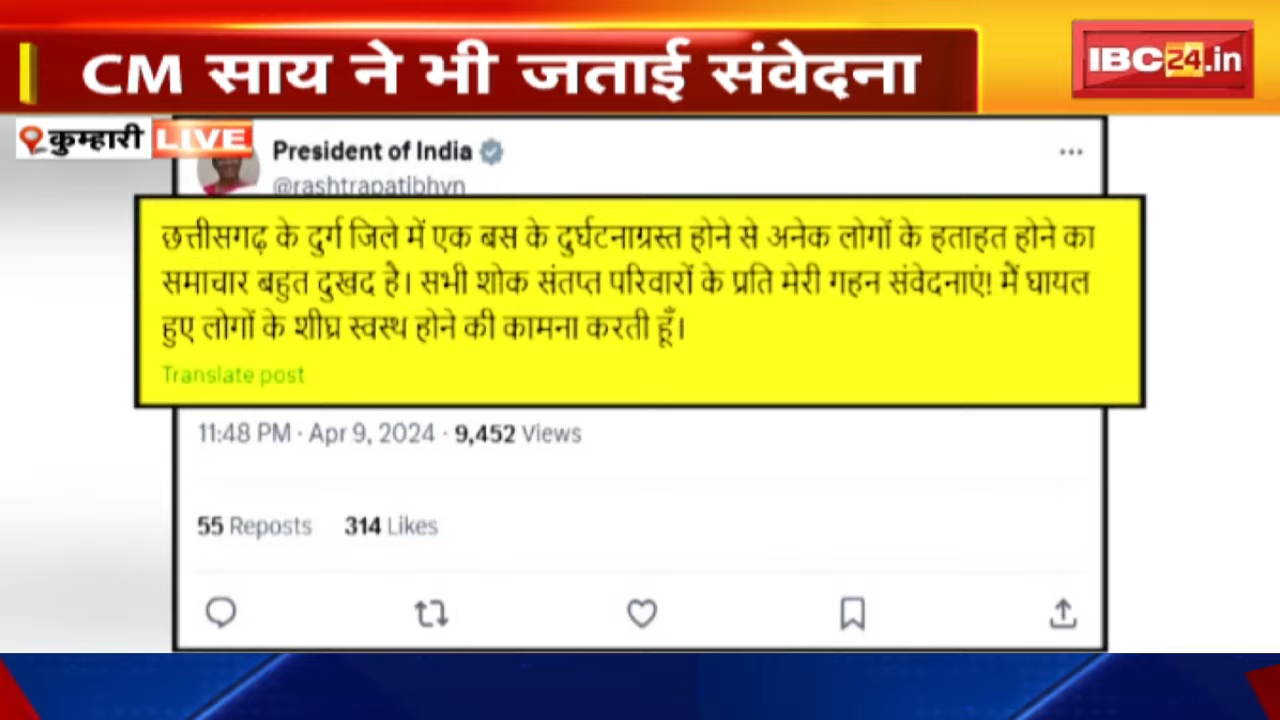 CM साय ने भी जताई संवेदना
IBC24.in
कुम्हारी LIVE
President of India
@rashtrapatibhvn
छत्तीसगढ़ के दुर्ग जिले में एक बस के दुर्घटनाग्रस्त होने से अनेक लोगों के हताहत होने का
समाचार बहुत दुखद है। सभी शोक संतप्त परिवारों के प्रति मेरी गहन संवेदनाएं! मैं घायल
हुए लोगों के शीघ्र स्वस्थ होने की कामना करती हूँ।
Translate post
11:48 PM · Apr 9, 2024 · 9,452 Views
55 Reposts 314 Likes